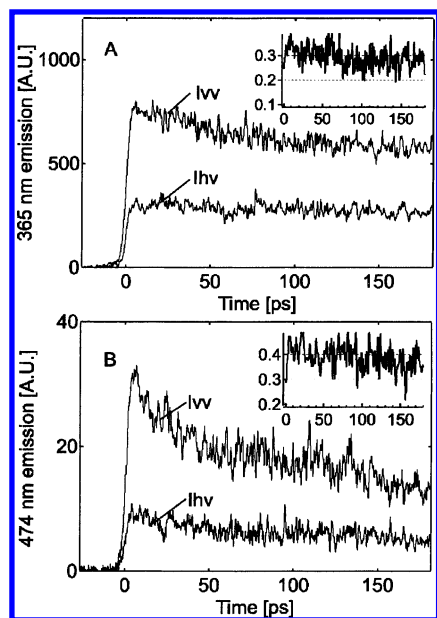 A
365 nm emission [A.U.]
1000
500
0
Ivv
Ihv
0.3
0.2
0.1
0 50 100 150
0 50 100 150
Time [ps]
B
474 nm emission [A.U.]
40
20
0
Ivv
Ihv
0.4
0.3
0.2
0 50 100 150
0 50 100 150
Time [ps]